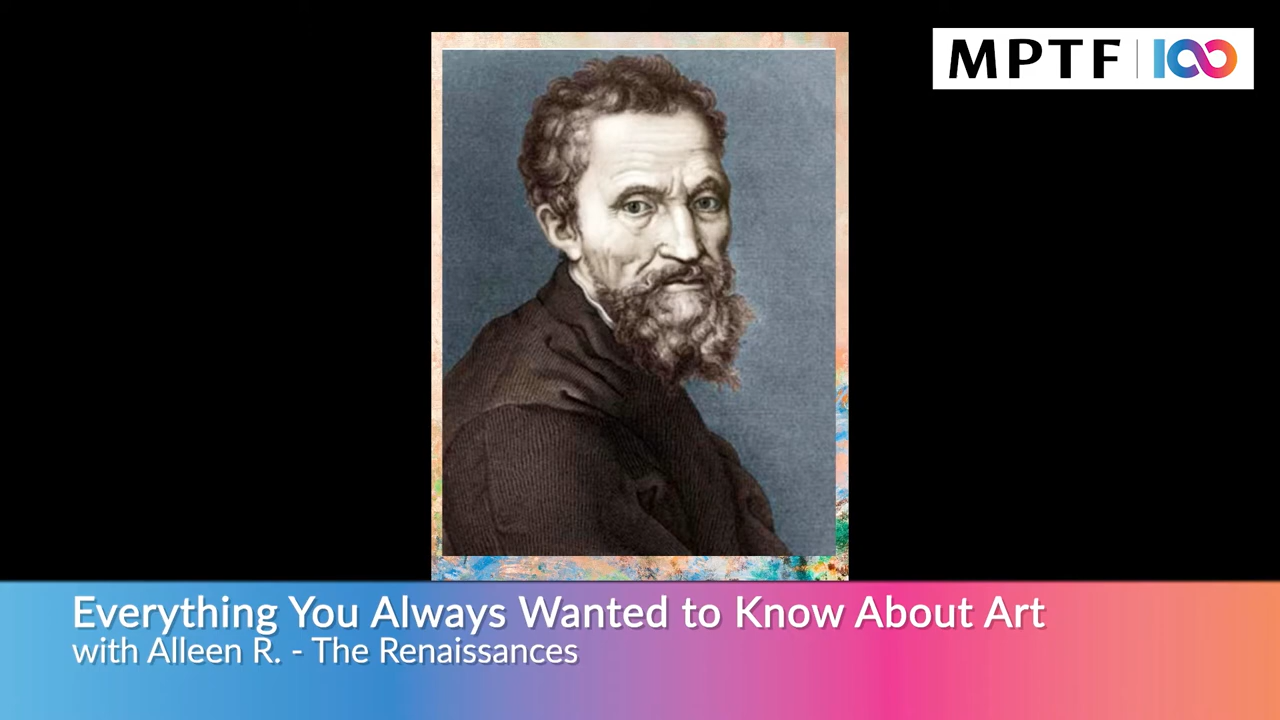 MPTF | 100
Everything You Always Wanted to Know About Art
with Alleen R. - The Renaissances